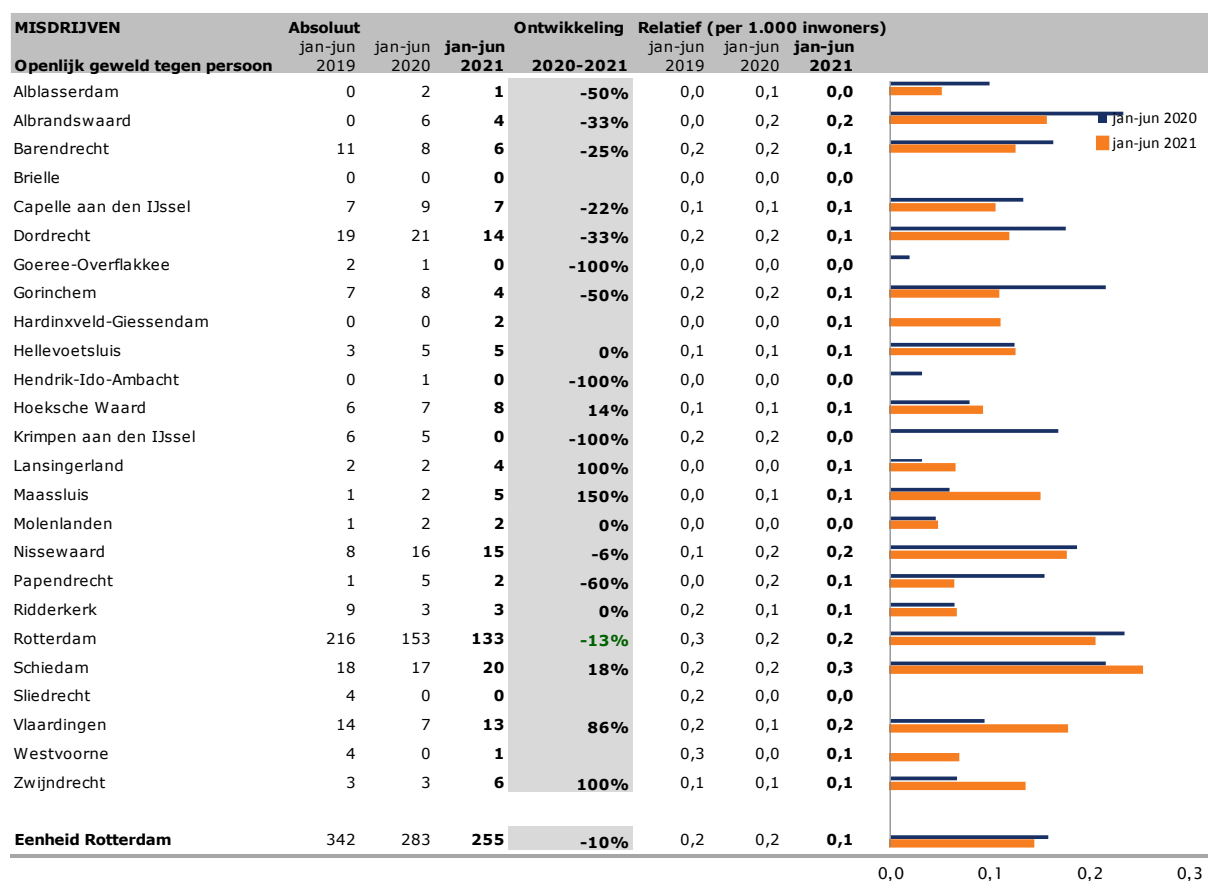 MISDRIJVEN Absoluut Ontwikkeling Relatief (per 1.000 inwoners)
jan-jun jan-jun jan-jun jan-jun jan-jun jan-jun
Openlijk geweld tegen persoon 2019 2020 2021 2020-2021 2019 2020 2021
Alblasserdam 0 2 1 -50% 0,0 0,1 0,0
Albrandswaard 0 6 4 -33% 0,0 0,2 0,2 jan-jun 2020
Barendrecht 11 8 6 -25% 0,2 0,2 0,1 jan-jun 2021
Brielle 0 0 0 0,0 0,0 0,0
Capelle aan den IJssel 7 9 7 -22% 0,1 0,1 0,1
Dordrecht 19 21 14 -33% 0,2 0,2 0,1
Goeree-Overflakkee 2 1 0 -100% 0,0 0,0 0,0
Gorinchem 7 8 4 -50% 0,2 0,2 0,1
Hardinxveld-Giessendam 0 0 2 0,0 0,0 0,1
Hellevoetsluis 3 5 5 0% 0,1 0,1 0,1
Hendrik-Ido-Ambacht 0 1 0 -100% 0,0 0,0 0,0
Hoeksche Waard 6 7 8 14% 0,1 0,1 0,1
Krimpen aan den IJssel 6 5 0 -100% 0,2 0,2 0,0
Lansingerland 2 2 4 100% 0,0 0,0 0,1
Maassluis 1 2 5 150% 0,0 0,1 0,1
Molenlanden 1 2 2 0% 0,0 0,0 0,0
Nissewaard 8 16 15 -6% 0,1 0,2 0,2
Papendrecht 1 5 2 -60% 0,0 0,2 0,1
Ridderkerk 9 3 3 0% 0,2 0,1 0,1
Rotterdam 216 153 133 -13% 0,3 0,2 0,2
Schiedam 18 17 20 18% 0,2 0,2 0,3
Sliedrecht 4 0 0 0,2 0,0 0,0
Vlaardingen 14 7 13 86% 0,2 0,1 0,2
Westvoorne 4 0 1 0,3 0,0 0,1
Zwijndrecht 3 3 6 100% 0,1 0,1 0,1
Eenheid Rotterdam 342 283 255 -10% 0,2 0,2 0,1
0,0 0,1 0,2 0,3